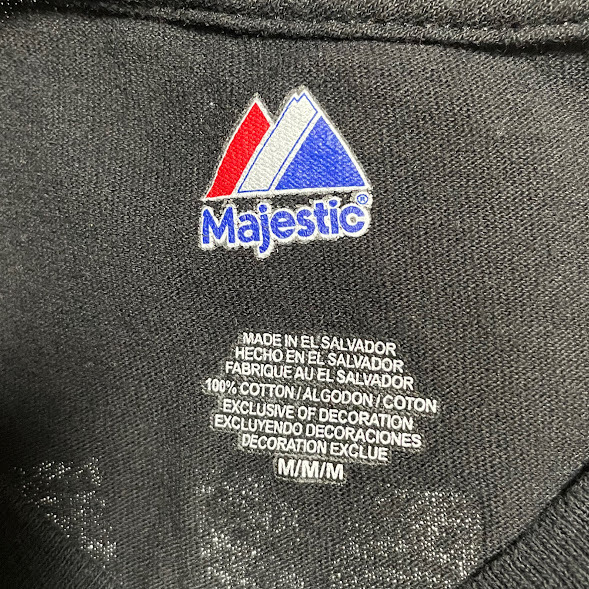 Majestic®
MADE IN EL SALVADOR
HECHO EN EL SALVADOR
FABRIQUE AU EL SALVADOR
100% COTTON / ALGODON / COTON
EXCLUSIVE OF DECORATION
EXCLUYENDO DECORACIONES
DECORATION EXCLUE
M/M/M